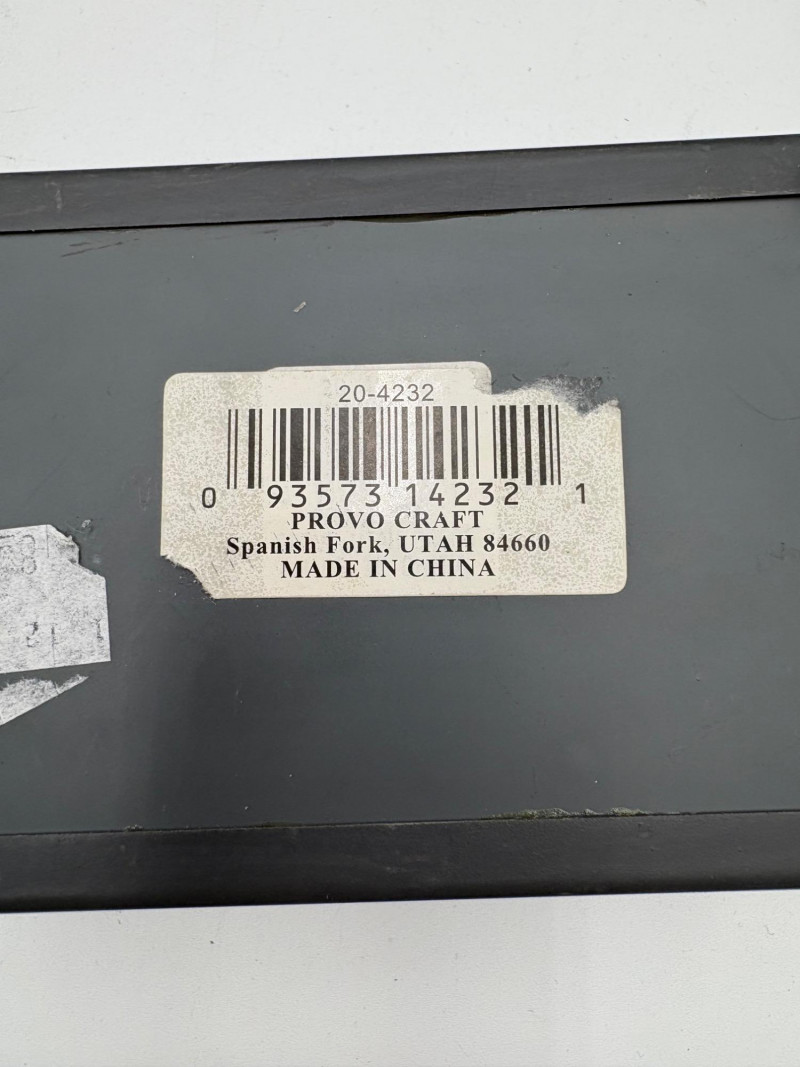 20-4232
0 93573 14232 1
PROVO CRAFT
Spanish Fork, UTAH 84660
MADE IN CHINA